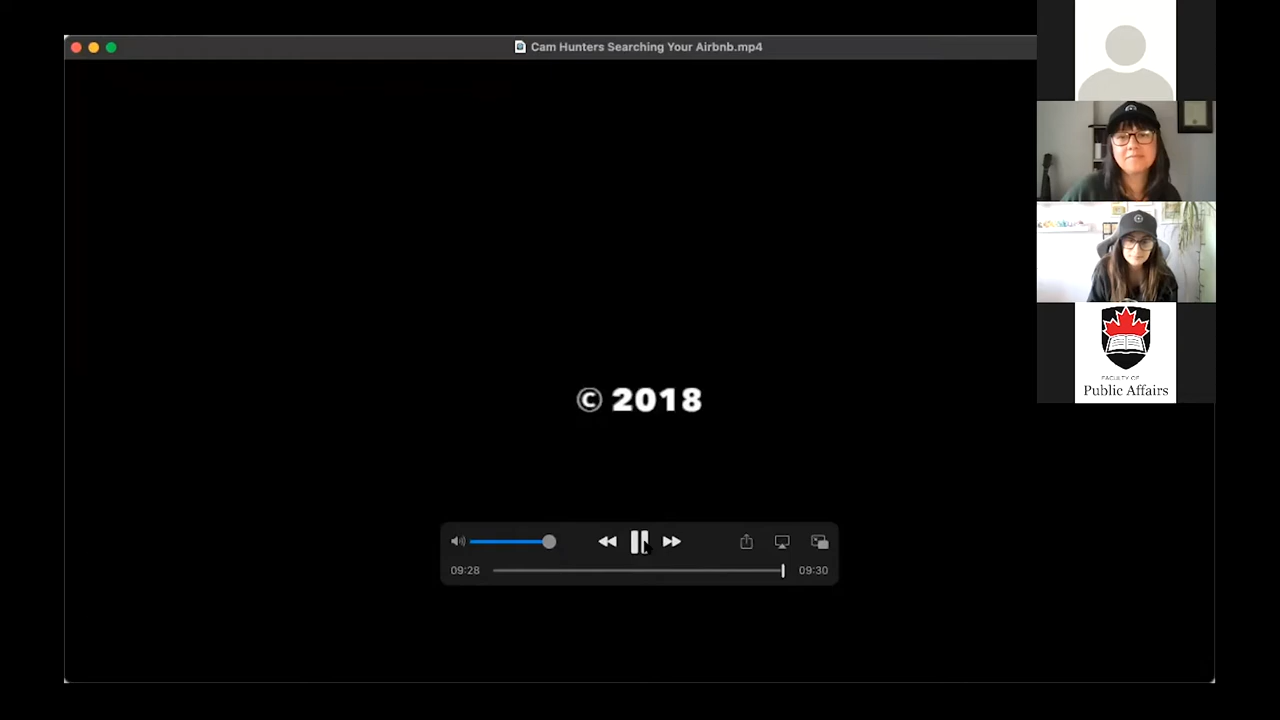 Cam Hunters Searching Your Airbnb.mp4
© 2018
09:28
09:30
FACULTY OF
Public Affairs